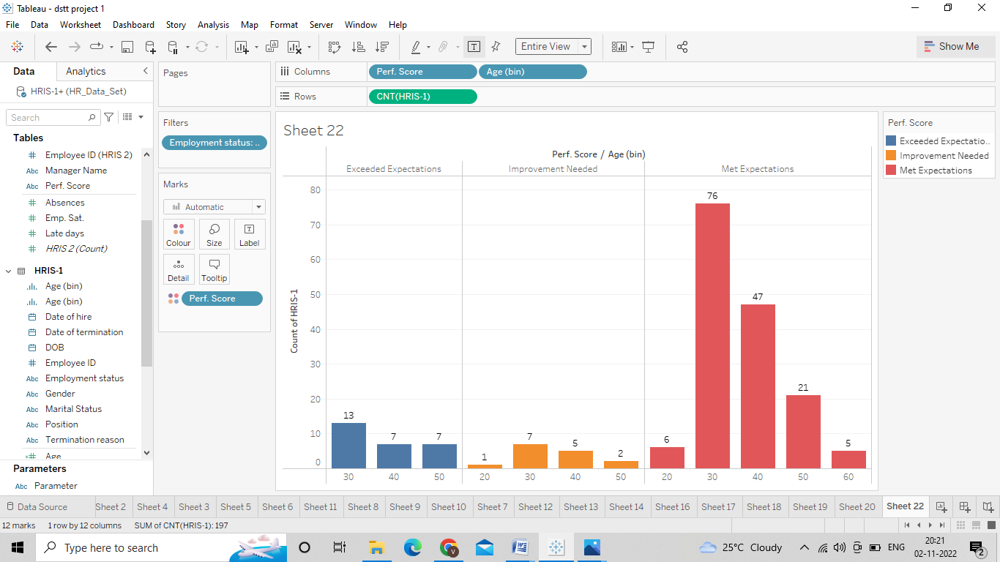 Tableau - dstt project 1
File Data Worksheet Dashboard Story Analysis Map Format Server Window Help
Entire View
Show Me
Data Analytics
HRIS-1+ (HR_Data_Set)
Search
Tables
# Employee ID (HRIS 2)
Abc Manager Name
Abc Perf. Score
# Absences
# Emp. Sat.
# Late days
# HRIS 2 (Count)
HRIS-1
Age (bin)
Age (bin)
Date of hire
Date of termination
DOB
# Employee ID
Abc Employment status
Abc Gender
Abc Marital Status
Abc Position
Abc Termination reason
=# Age
Parameters
Abc Parameter
Pages
Filters
Employment status: ..
Marks
Automatic
Colour Size Label
Detail Tooltip
Perf. Score
Columns Perf. Score Age (bin)
Rows CNT(HRIS-1)
Sheet 22
Perf. Score / Age (bin)
Exceeded Expectations Improvement Needed Met Expectations
Count of HRIS-1
80
70
60
50
40
30
20
10
0
13 7 7 1 7 5 2 6 76 47 21 5
30 40 50 20 30 40 50 20 30 40 50 60
Perf. Score
Exceeded Expectatio..
Improvement Needed
Met Expectations
Data Source Sheet 2 Sheet 4 Sheet 3 Sheet 5 Sheet 6 Sheet 11 Sheet 8 Sheet 9 Sheet 10 Sheet 7 Sheet 12 Sheet 13 Sheet 14 Sheet 16 Sheet 17 Sheet 18 Sheet 19 Sheet 20 Sheet 22
12 marks 1 row by 12 columns SUM of CNT(HRIS-1): 197
Type here to search
25°C Cloudy
ENG
20:21
02-11-2022
2